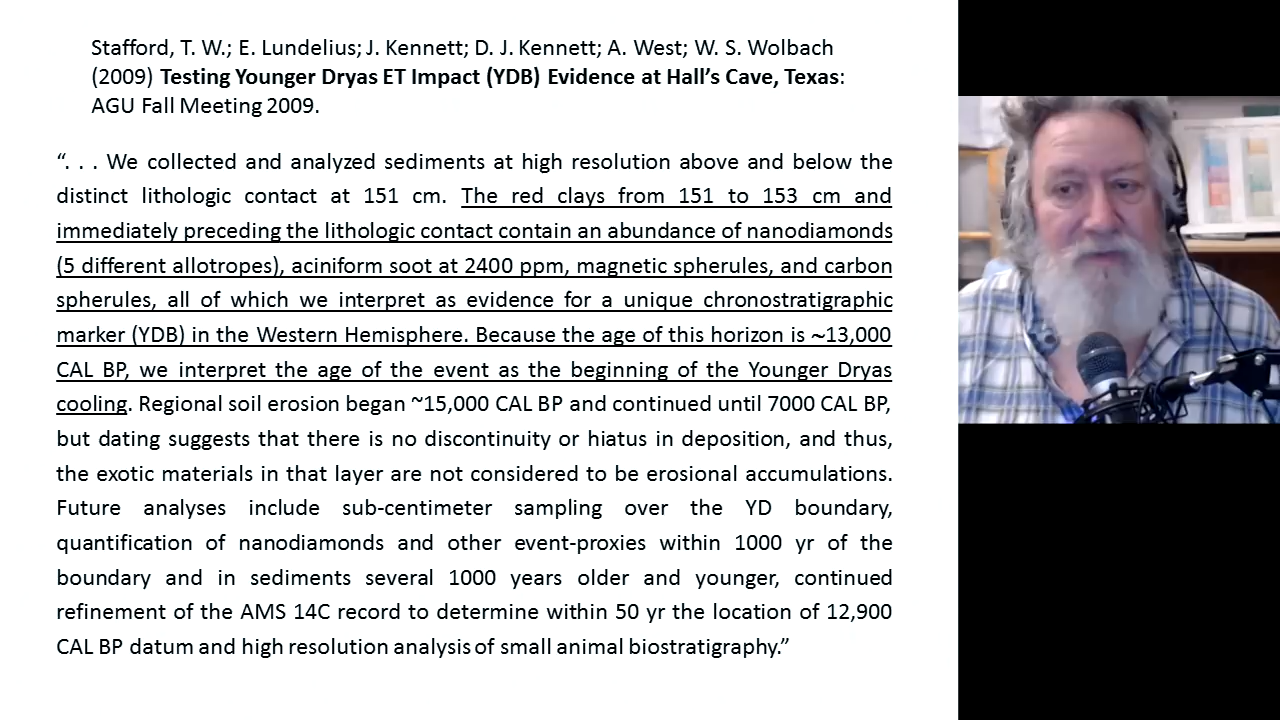 Stafford, T. W.; E. Lundelius; J. Kennett; D. J. Kennett; A. West; W. S. Wolbach
(2009) Testing Younger Dryas ET Impact (YDB) Evidence at Hall’s Cave, Texas:
AGU Fall Meeting 2009.
“. . . We collected and analyzed sediments at high resolution above and below the
distinct lithologic contact at 151 cm. The red clays from 151 to 153 cm and
immediately preceding the lithologic contact contain an abundance of nanodiamonds
(5 different allotropes), aciniform soot at 2400 ppm, magnetic spherules, and carbon
spherules, all of which we interpret as evidence for a unique chronostratigraphic
marker (YDB) in the Western Hemisphere. Because the age of this horizon is ~13,000
CAL BP, we interpret the age of the event as the beginning of the Younger Dryas
cooling. Regional soil erosion began ~15,000 CAL BP and continued until 7000 CAL BP,
but dating suggests that there is no discontinuity or hiatus in deposition, and thus,
the exotic materials in that layer are not considered to be erosional accumulations.
Future analyses include sub-centimeter sampling over the YD boundary,
quantification of nanodiamonds and other event-proxies within 1000 yr of the
boundary and in sediments several 1000 years older and younger, continued
refinement of the AMS 14C record to determine within 50 yr the location of 12,900
CAL BP datum and high resolution analysis of small animal biostratigraphy.”